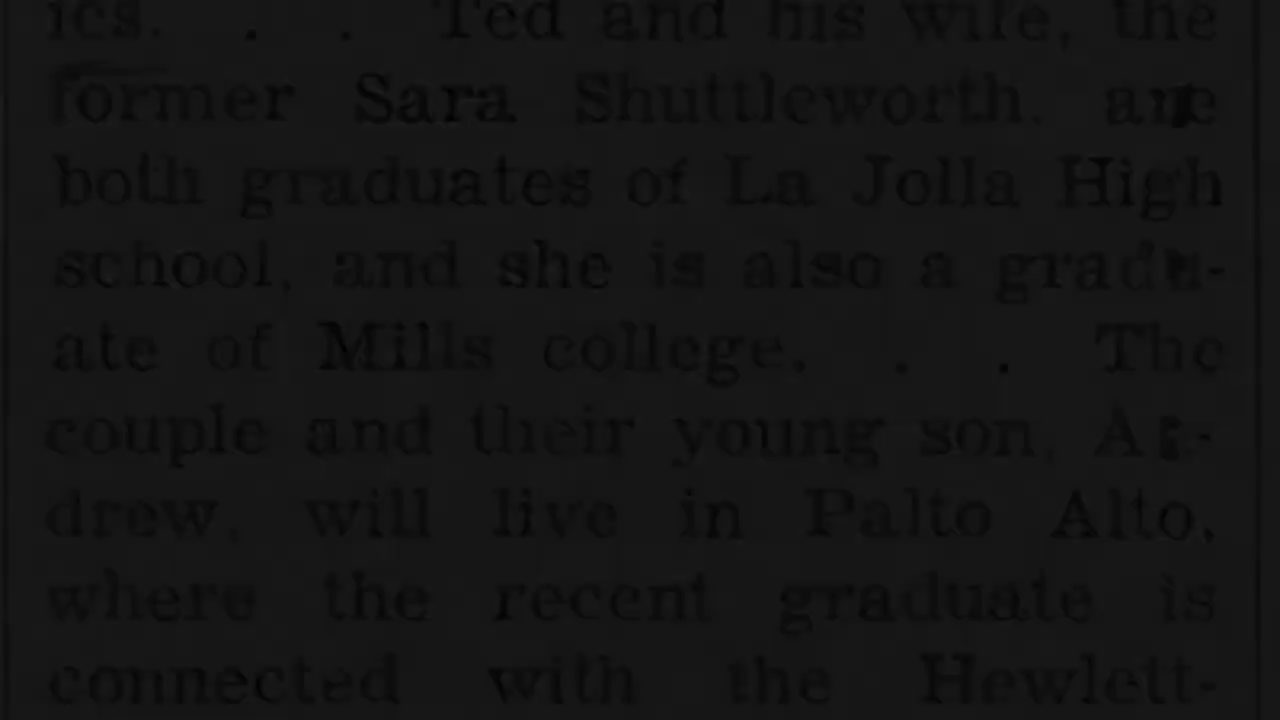 ics. . . Ted and his wife, the
former Sara Shuttleworth, are
both graduates of La Jolla High
school, and she is also a gradu-
ate of Mills college. . . The
couple and their young son, An-
drew, will live in Palto Alto,
where the recent graduate is
connected with the Hewlett-